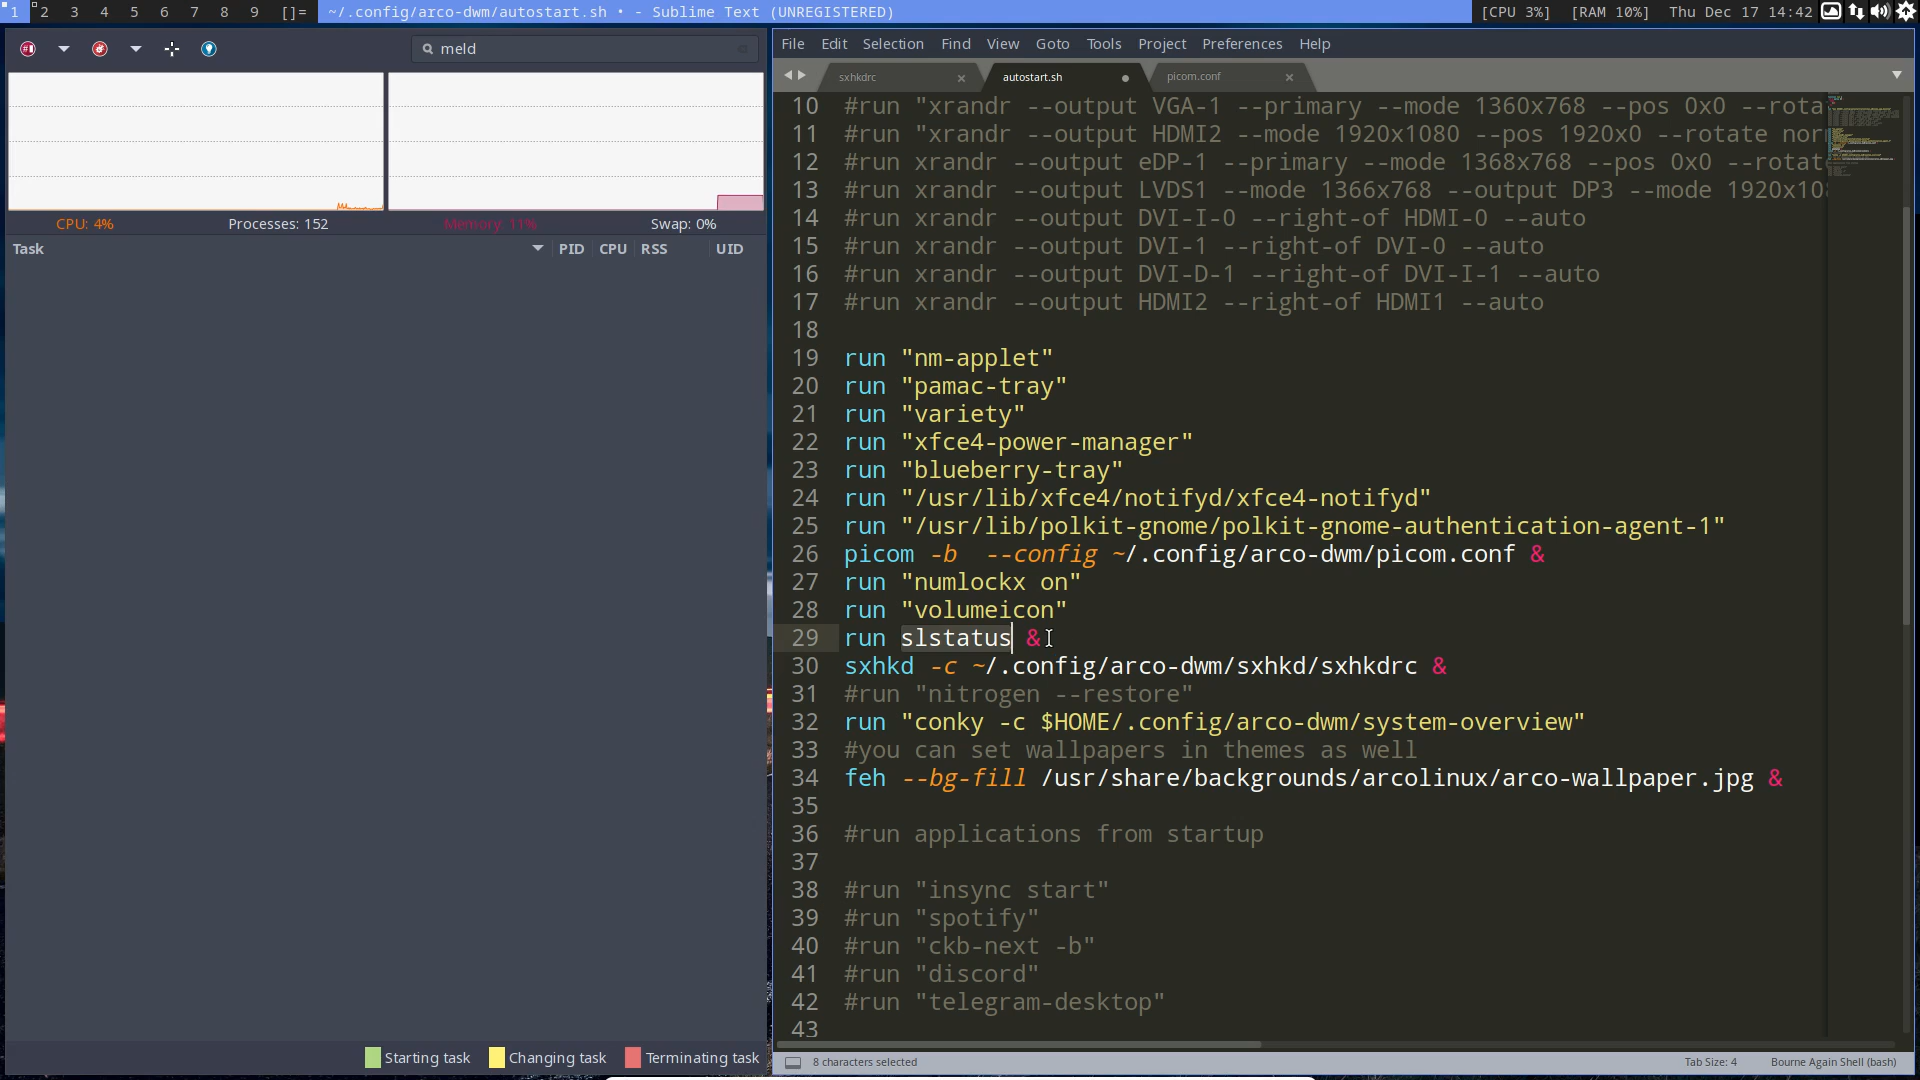 1 2 3 4 5 6 7 8 9 []= ~/.config/arco-dwm/autostart.sh • - Sublime Text (UNREGISTERED) [CPU 3%] [RAM 10%] Thu Dec 17 14:42
meld
CPU: 4% Processes: 152 Memory: 11% Swap: 0%
Task PID CPU RSS UID
Starting task Changing task Terminating task
File Edit Selection Find View Goto Tools Project Preferences Help
sxhkdrc autostart.sh picom.conf
10 #run "xrandr --output VGA-1 --primary --mode 1360x768 --pos 0x0 --rota
11 #run "xrandr --output HDMI2 --mode 1920x1080 --pos 1920x0 --rotate nor
12 #run xrandr --output eDP-1 --primary --mode 1368x768 --pos 0x0 --rotat
13 #run xrandr --output LVDS1 --mode 1366x768 --output DP3 --mode 1920x10
14 #run xrandr --output DVI-I-0 --right-of HDMI-0 --auto
15 #run xrandr --output DVI-1 --right-of DVI-0 --auto
16 #run xrandr --output DVI-D-1 --right-of DVI-I-1 --auto
17 #run xrandr --output HDMI2 --right-of HDMI1 --auto
18
19 run "nm-applet"
20 run "pamac-tray"
21 run "variety"
22 run "xfce4-power-manager"
23 run "blueberry-tray"
24 run "/usr/lib/xfce4/notifyd/xfce4-notifyd"
25 run "/usr/lib/polkit-gnome/polkit-gnome-authentication-agent-1"
26 picom -b  --config ~/.config/arco-dwm/picom.conf &
27 run "numlockx on"
28 run "volumeicon"
29 run slstatus &
30 sxhkd -c ~/.config/arco-dwm/sxhkd/sxhkdrc &
31 #run "nitrogen --restore"
32 run "conky -c $HOME/.config/arco-dwm/system-overview"
33 #you can set wallpapers in themes as well
34 feh --bg-fill /usr/share/backgrounds/arcolinux/arco-wallpaper.jpg &
35
36 #run applications from startup
37
38 #run "insync start"
39 #run "spotify"
40 #run "ckb-next -b"
41 #run "discord"
42 #run "telegram-desktop"
43
8 characters selected Tab Size: 4 Bourne Again Shell (bash)